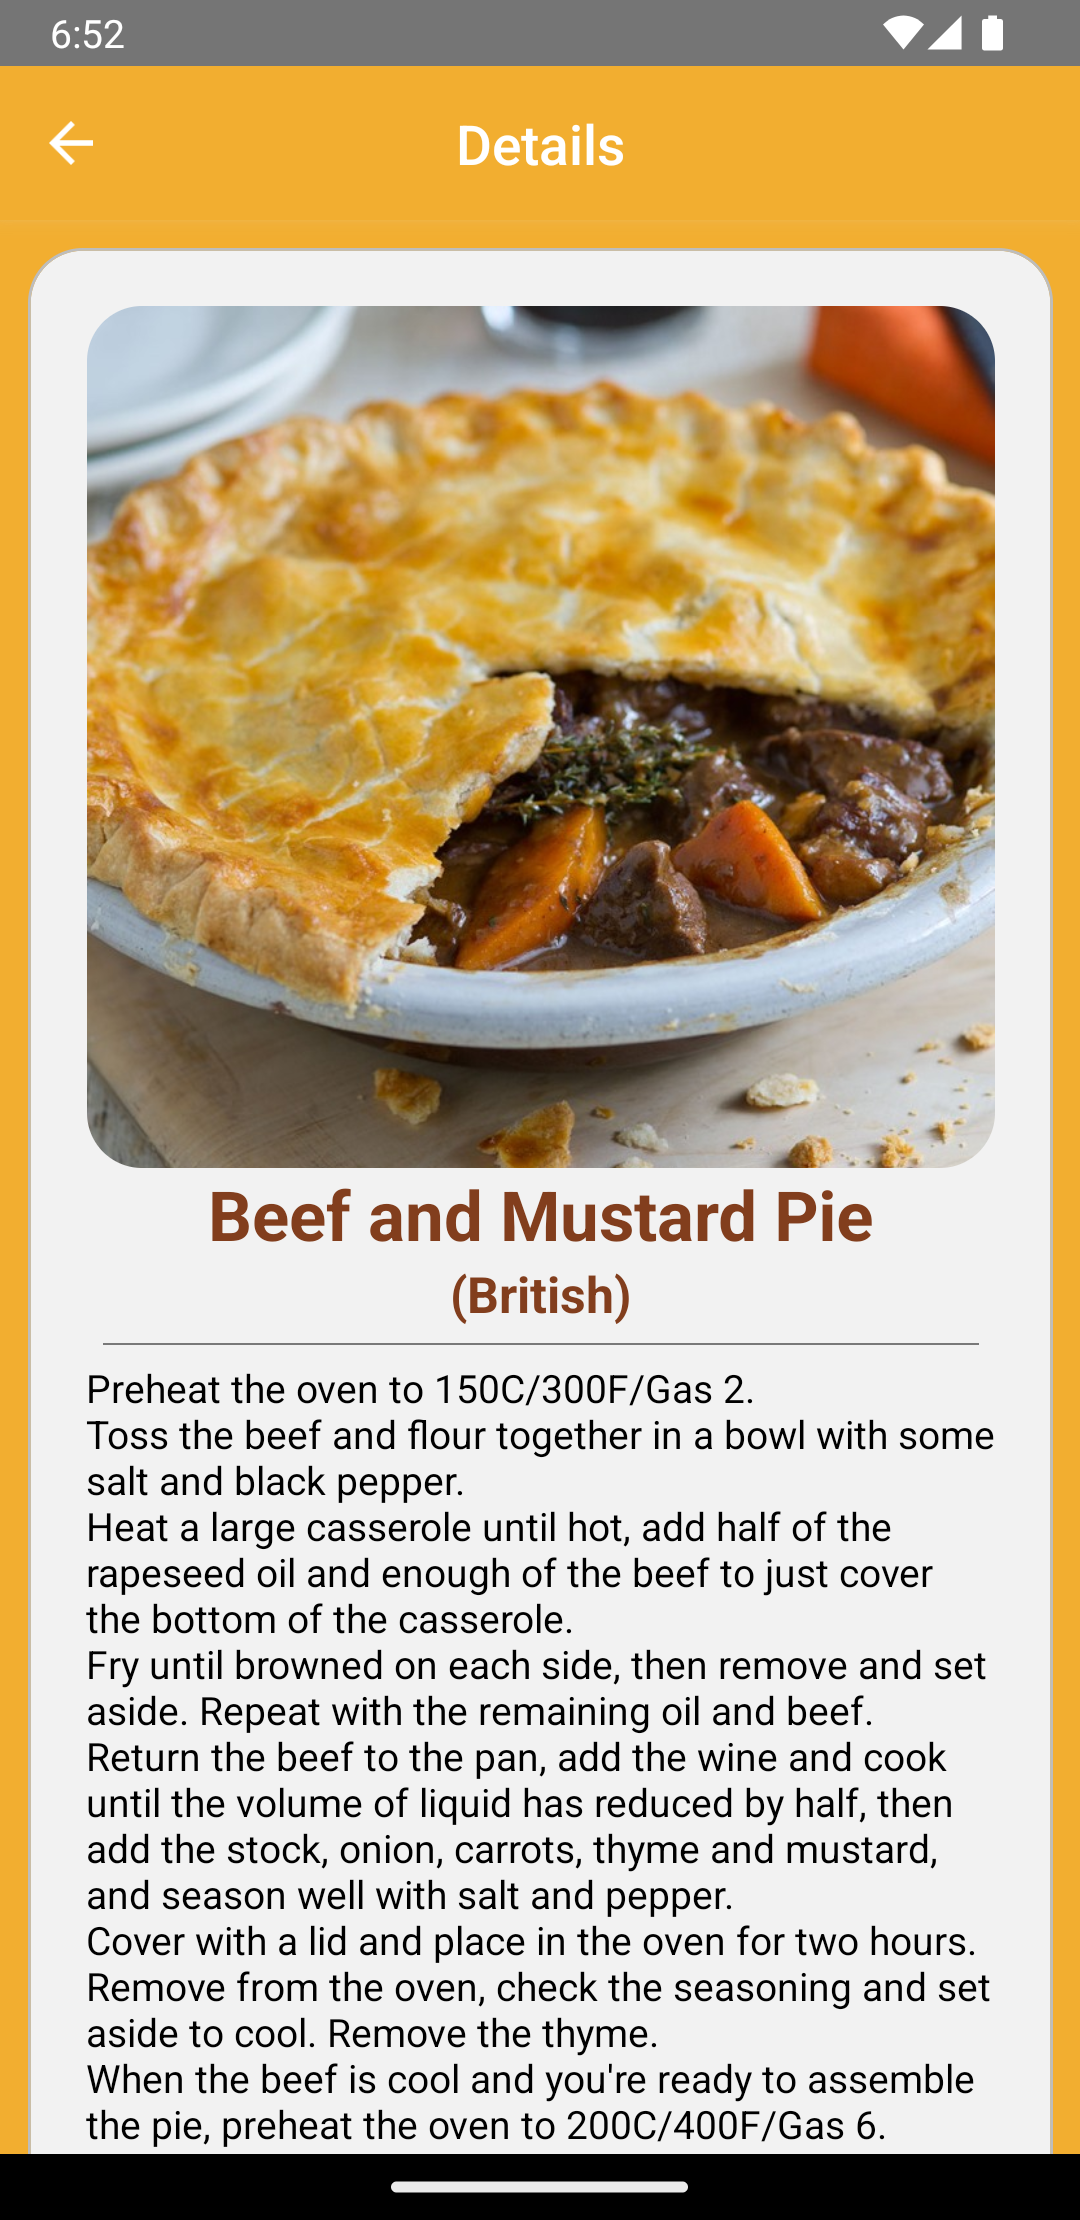 6:52
Details
Beef and Mustard Pie
(British)
Preheat the oven to 150C/300F/Gas 2.
Toss the beef and flour together in a bowl with some
salt and black pepper.
Heat a large casserole until hot, add half of the
rapeseed oil and enough of the beef to just cover
the bottom of the casserole.
Fry until browned on each side, then remove and set
aside. Repeat with the remaining oil and beef.
Return the beef to the pan, add the wine and cook
until the volume of liquid has reduced by half, then
add the stock, onion, carrots, thyme and mustard,
and season well with salt and pepper.
Cover with a lid and place in the oven for two hours.
Remove from the oven, check the seasoning and set
aside to cool. Remove the thyme.
When the beef is cool and you're ready to assemble
the pie, preheat the oven to 200C/400F/Gas 6.